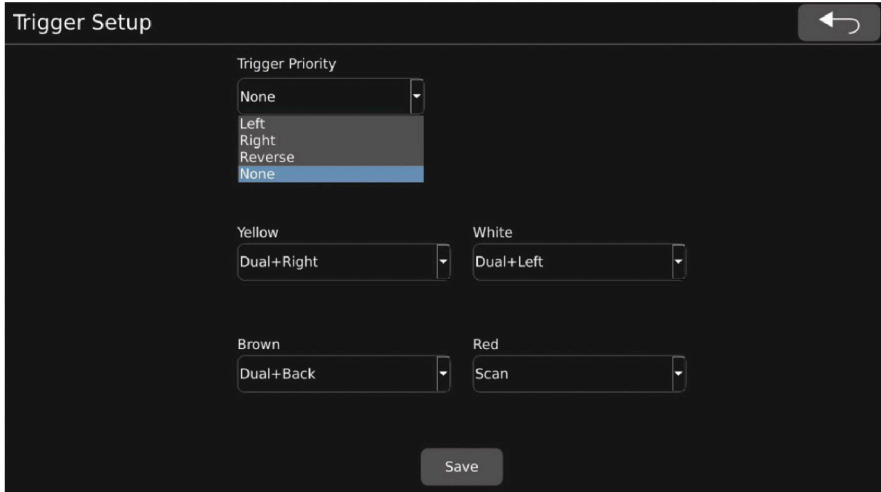 Trigger Setup
Trigger Priority
None
Left
Right
Reverse
None
Yellow
White
Dual+Right
Dual+Left
Brown
Red
Dual+Back
Scan
Save